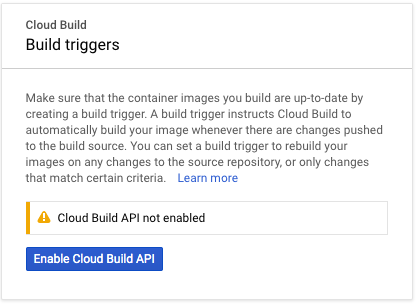 Cloud Build
Build triggers
Make sure that the container images you build are up-to-date by
creating a build trigger. A build trigger instructs Cloud Build to
automatically build your image whenever there are changes pushed
to the build source. You can set a build trigger to rebuild your
images on any changes to the source repository, or only changes
that match certain criteria. Learn more
Cloud Build API not enabled
Enable Cloud Build API